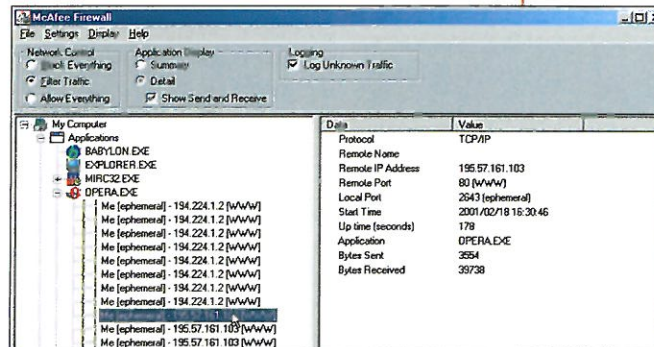 McAfee Firewall
File Settings Display Help
Network Control
Block Everything
Filter Traffic
Allow Everything
Application Display
Summary
Detail
Show Send and Receive
Logging
Log Unknown Traffic
My Computer
Applications
BABYLON.EXE
EXPLORER.EXE
MIRC32.EXE
OPERA.EXE
Me [ephemeral] - 194.224.1.2 [WWW]
Me [ephemeral] - 194.224.1.2 [WWW]
Me [ephemeral] - 194.224.1.2 [WWW]
Me [ephemeral] - 194.224.1.2 [WWW]
Me [ephemeral] - 194.224.1.2 [WWW]
Me [ephemeral] - 194.224.1.2 [WWW]
Me [ephemeral] - 194.224.1.2 [WWW]
Me [ephemeral] - 195.57.161.103 [WWW]
Me [ephemeral] - 195.57.161.103 [WWW]
Data Value
Protocol TCP/IP
Remote Name
Remote IP Address 195.57.161.103
Remote Port 80 [WWW]
Local Port 2643 (ephemeral)
Start Time 2001/02/18 16:30:46
Up time (seconds) 178
Application OPERA.EXE
Bytes Sent 3554
Bytes Received 39738